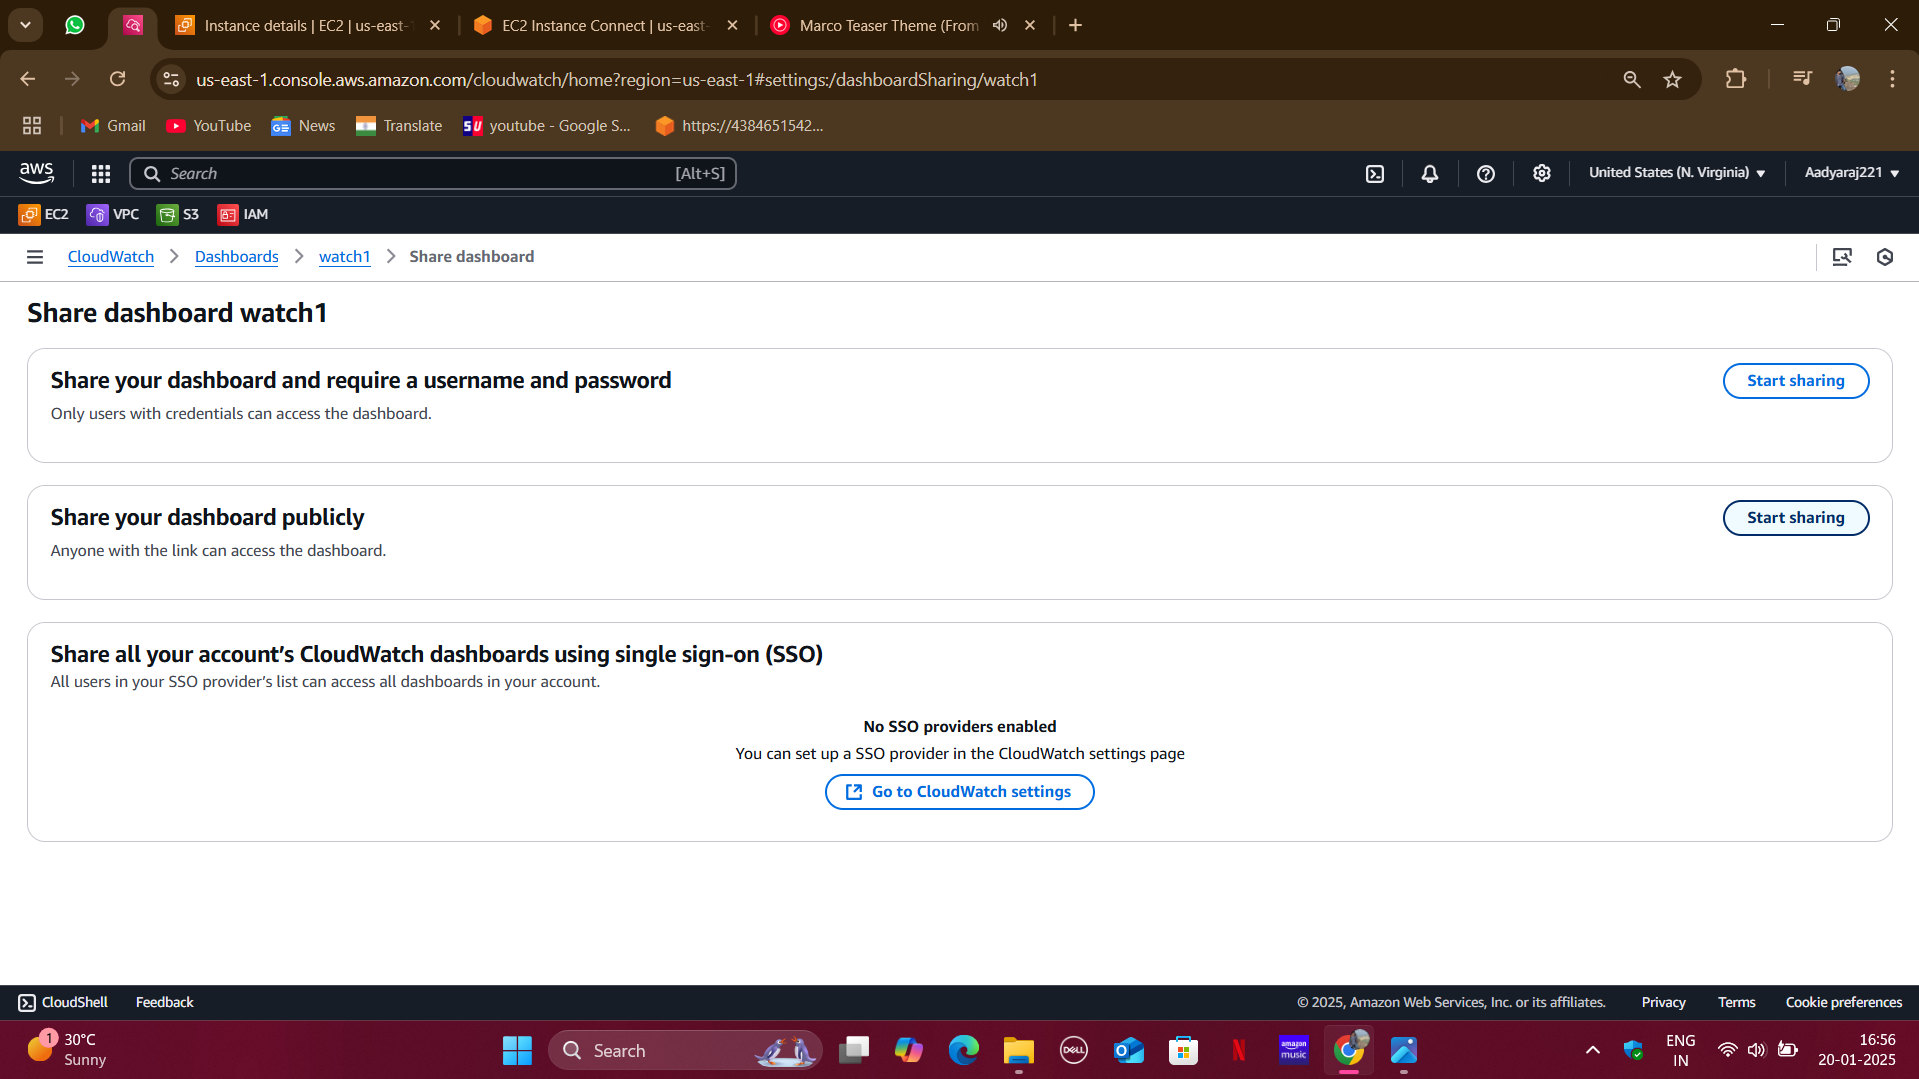 Instance details | EC2 | us-east-1
EC2 Instance Connect | us-east-
Marco Teaser Theme (From
us-east-1.console.aws.amazon.com/cloudwatch/home?region=us-east-1#settings:/dashboardSharing/watch1
Gmail
YouTube
News
Translate
SU
youtube - Google S...
https://4384651542...
aws
Search
[Alt+S]
United States (N. Virginia)
Aadyaraj221
EC2
VPC
S3
IAM
CloudWatch
Dashboards
watch1
Share dashboard
Share dashboard watch1
Share your dashboard and require a username and password
Start sharing
Only users with credentials can access the dashboard.
Share your dashboard publicly
Start sharing
Anyone with the link can access the dashboard.
Share all your account’s CloudWatch dashboards using single sign-on (SSO)
All users in your SSO provider’s list can access all dashboards in your account.
No SSO providers enabled
You can set up a SSO provider in the CloudWatch settings page
Go to CloudWatch settings
CloudShell
Feedback
© 2025, Amazon Web Services, Inc. or its affiliates.
Privacy
Terms
Cookie preferences
1
30°C
Sunny
Search
DELL
amazon
music
ENG
IN
16:56
20-01-2025